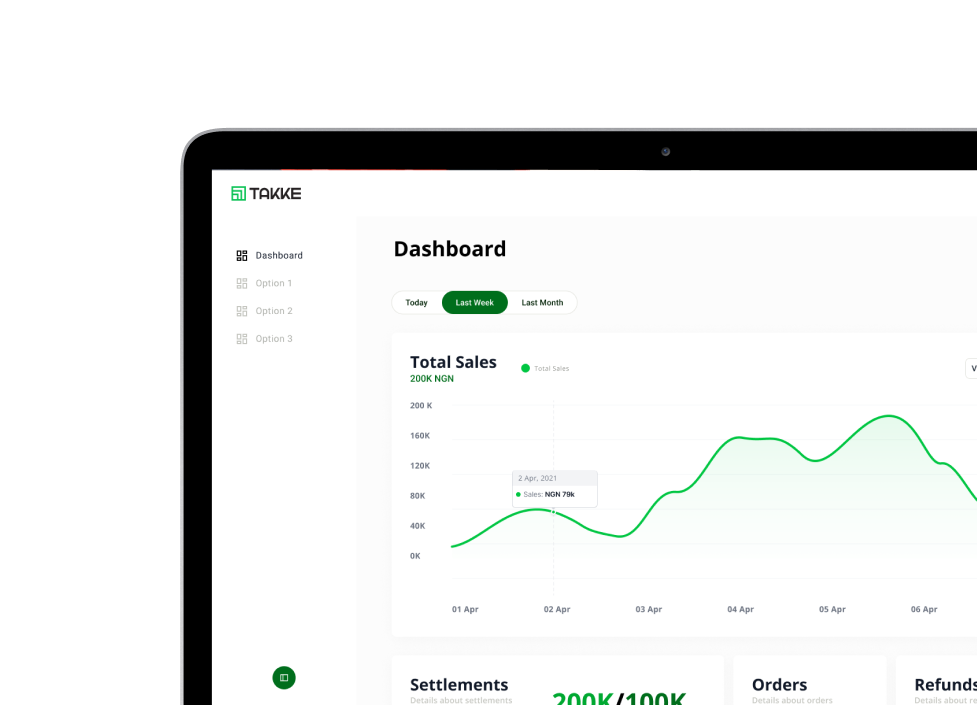 TAKKE
Dashboard
Option 1
Option 2
Option 3
Dashboard
Today Last Week Last Month
Total Sales
200K NGN
Total Sales
V
200 K
160K
120K
80K
40K
0K
2 Apr, 2021
Sales: NGN 79k
01 Apr 02 Apr 03 Apr 04 Apr 05 Apr 06 Apr
Settlements
Details about settlements
200K/100K
Orders
Details about orders
Refunds
Details about re